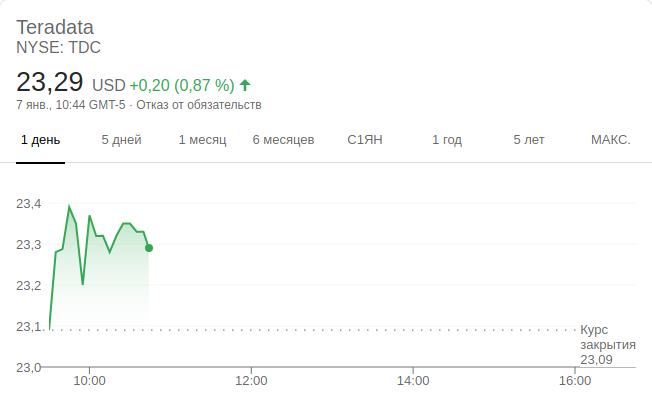 Teradata
NYSE: TDC
23,29 USD +0,20 (0,87 %)
7 янв., 10:44 GMT-5 · Отказ от обязательств
1 день 5 дней 1 месяц 6 месяцев С1ЯН 1 год 5 лет МАКС.
23,4
23,3
23,2
23,1
Курс
закрытия
23,09
23,0
10:00 12:00 14:00 16:00